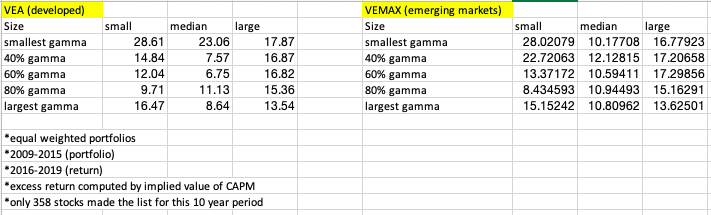 VEA (developed) VEMAX (emerging markets)
Size small median large Size small median large
smallest gamma 28.61 23.06 17.87 smallest gamma 28.02079 10.17708 16.77923
40% gamma 14.84 7.57 16.87 40% gamma 22.72063 12.12815 17.20658
60% gamma 12.04 6.75 16.82 60% gamma 13.37172 10.59411 17.29856
80% gamma 9.71 11.13 15.36 80% gamma 8.434593 10.94493 15.16291
largest gamma 16.47 8.64 13.54 largest gamma 15.15242 10.80962 13.62501
*equal weighted portfolios
*2009-2015 (portfolio)
*2016-2019 (return)
*excess return computed by implied value of CAPM
*only 358 stocks made the list for this 10 year period